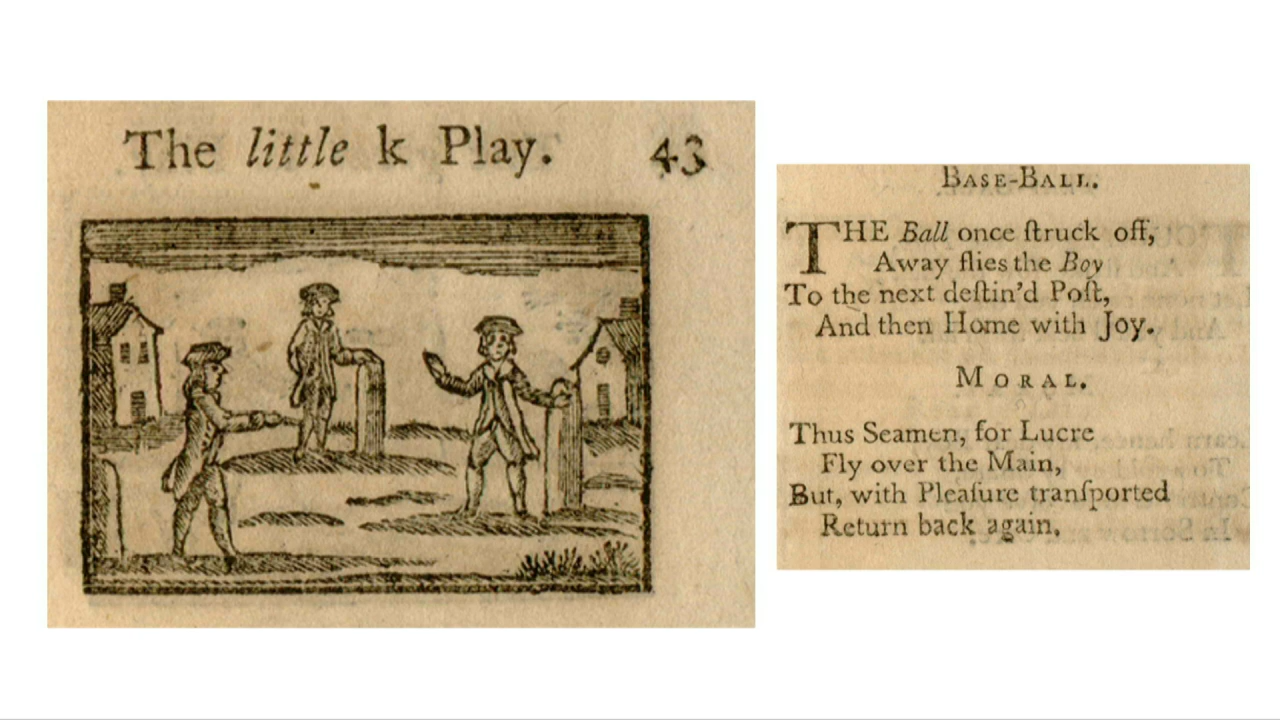 The little k Play. 43
BASE-BALL.
THE Ball once ſtruck off,
Away flies the Boy
To the next deſtin'd Poſt,
And then Home with Joy.
MORAL.
Thus Seamen, for Lucre
Fly over the Main,
But, with Pleaſure tranſported
Return back again.